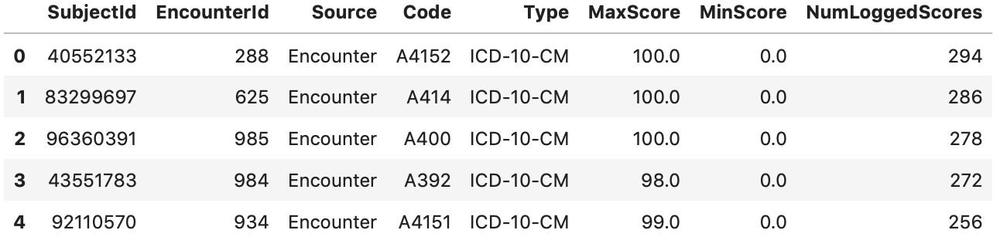 SubjectId EncounterId Source Code Type MaxScore MinScore NumLoggedScores
0 40552133 288 Encounter A4152 ICD-10-CM 100.0 0.0 294
1 83299697 625 Encounter A414 ICD-10-CM 100.0 0.0 286
2 96360391 985 Encounter A400 ICD-10-CM 100.0 0.0 278
3 43551783 984 Encounter A392 ICD-10-CM 98.0 0.0 272
4 92110570 934 Encounter A4151 ICD-10-CM 99.0 0.0 256